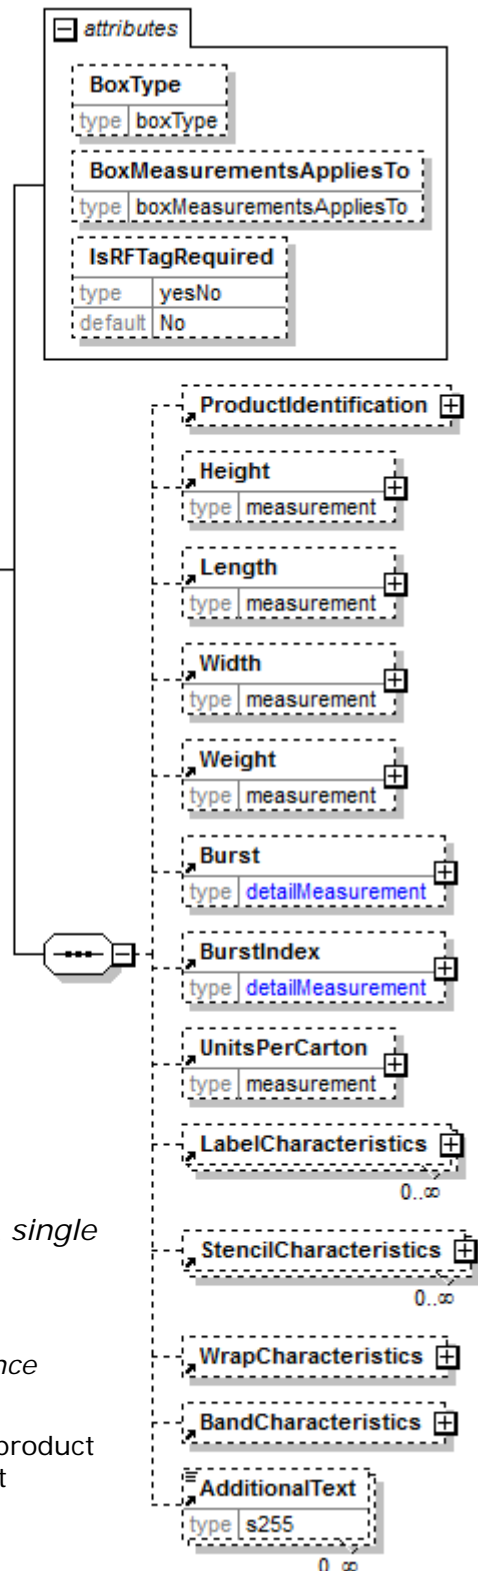 attributes
BoxType
type boxType
BoxMeasurementsAppliesTo
type boxMeasurementsAppliesTo
IsRFTagRequired
type yesNo
default No
ProductIdentification
Height
type measurement
Length
type measurement
Width
type measurement
Weight
type measurement
Burst
type detailMeasurement
BurstIndex
type detailMeasurement
UnitsPerCarton
type measurement
LabelCharacteristics
0..∞
single
StencilCharacteristics
0..∞
nce
WrapCharacteristics
product
BandCharacteristics
t
AdditionalText
type s255
0..∞